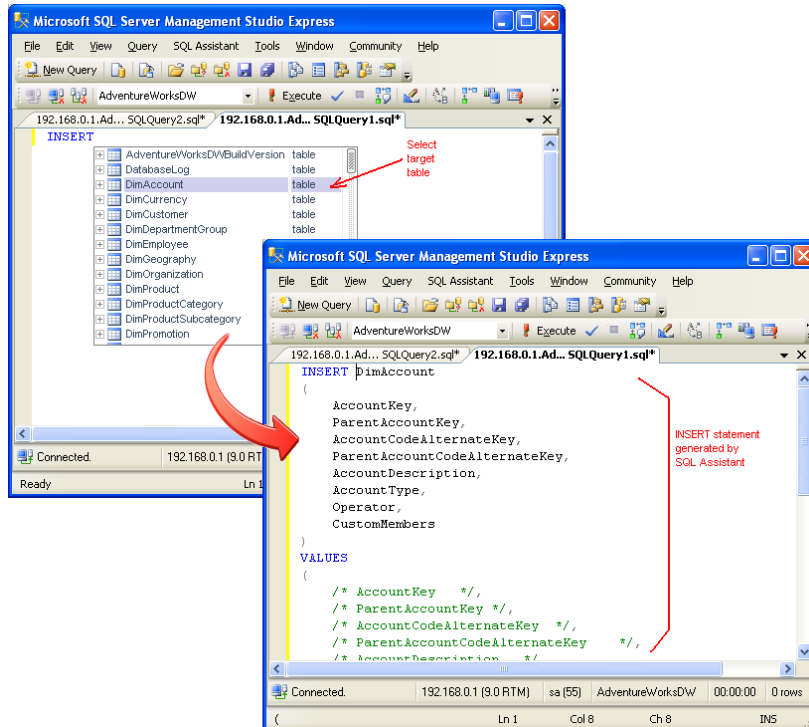 Microsoft SQL Server Management Studio Express
File Edit View Query SQL Assistant Tools Window Community Help
New Query
AdventureWorksDW Execute
192.168.0.1.Ad... SQLQuery2.sql* 192.168.0.1.Ad... SQLQuery1.sql*
INSERT
AdventureWorksDWBuildVersion table
DatabaseLog table
DimAccount table
DimCurrency table
DimCustomer table
DimDepartmentGroup table
DimEmployee
DimGeography
DimOrganization
DimProduct
DimProductCategory
DimProductSubcategory
DimPromotion
Select
target
table
Connected. 192.168.0.1 (9.0 RT
Ready Ln 1
Microsoft SQL Server Management Studio Express
File Edit View Query SQL Assistant Tools Window Community Help
New Query
AdventureWorksDW Execute
192.168.0.1.Ad... SQLQuery2.sql* 192.168.0.1.Ad... SQLQuery1.sql*
INSERT DimAccount
(
AccountKey,
ParentAccountKey,
AccountCodeAlternateKey,
ParentAccountCodeAlternateKey,
AccountDescription,
AccountType,
Operator,
CustomMembers
)
VALUES
(
/* AccountKey */,
/* ParentAccountKey */,
/* AccountCodeAlternateKey */,
/* ParentAccountCodeAlternateKey */,
/* AccountDescription */
INSERT statement
generated by
SQL Assistant
Connected. 192.168.0.1 (9.0 RTM) sa (55) AdventureWorksDW 00:00:00 0 rows
( Ln 1 Col 8 Ch 8 INS